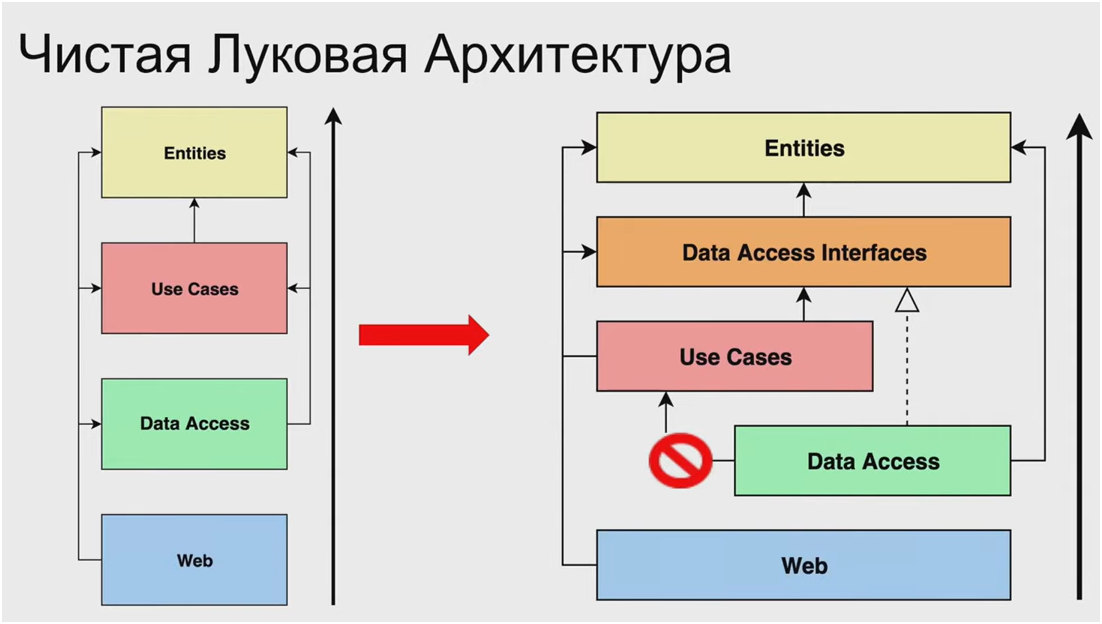 Чистая Луковая Архитектура
Entities
Use Cases
Data Access
Web
Entities
Data Access Interfaces
Use Cases
Data Access
Web